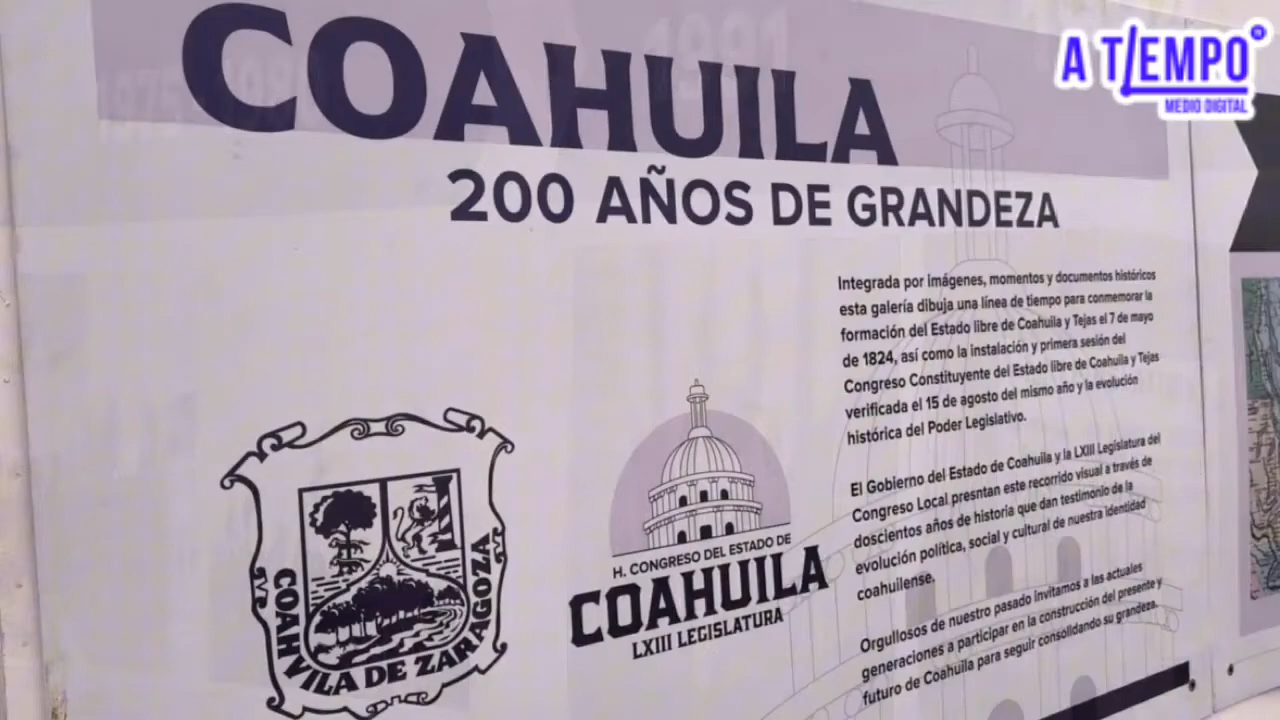 COAHUILA
200 AÑOS DE GRANDEZA
A TIEMPO
MEDIO DIGITAL
Integrada por imágenes, momentos y documentos históricos
esta galería dibuja una línea de tiempo para conmemorar la
formación del Estado libre de Coahuila y Tejas el 7 de mayo
de 1824, así como la instalación y primera sesión del
Congreso Constituyente del Estado libre de Coahuila y Tejas
verificada el 15 de agosto del mismo año y la evolución
histórica del Poder Legislativo.
El Gobierno del Estado de Coahuila y la LXIII Legislatura del
Congreso Local presntan este recorrido visual a través de
doscientos años de historia que dan testimonio de la
evolución política, social y cultural de nuestra identidad
coahuilense.
Orgullosos de nuestro pasado invitamos a las actuales
generaciones a participar en la construcción del presente y
futuro de Coahuila para seguir consolidando su grandeza.
COAHVILA DE ZARAGOZA
H. CONGRESO DEL ESTADO DE
COAHUILA
LXIII LEGISLATURA